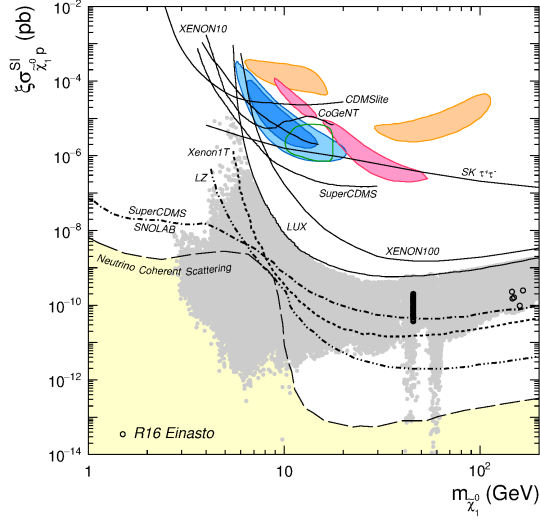 ξσ^SI_χ̃⁰₁ p (pb)
10⁻²
10⁻⁴
10⁻⁶
10⁻⁸
10⁻¹⁰
10⁻¹²
10⁻¹⁴
XENON10
CDMSlite
CoGeNT
Xenon1T
LZ
SK τ⁺τ⁻
SuperCDMS
SuperCDMS
SNOLAB
LUX
XENON100
Neutrino Coherent Scattering
R16 Einasto
1
10
10²
m_χ̃⁰₁ (GeV)